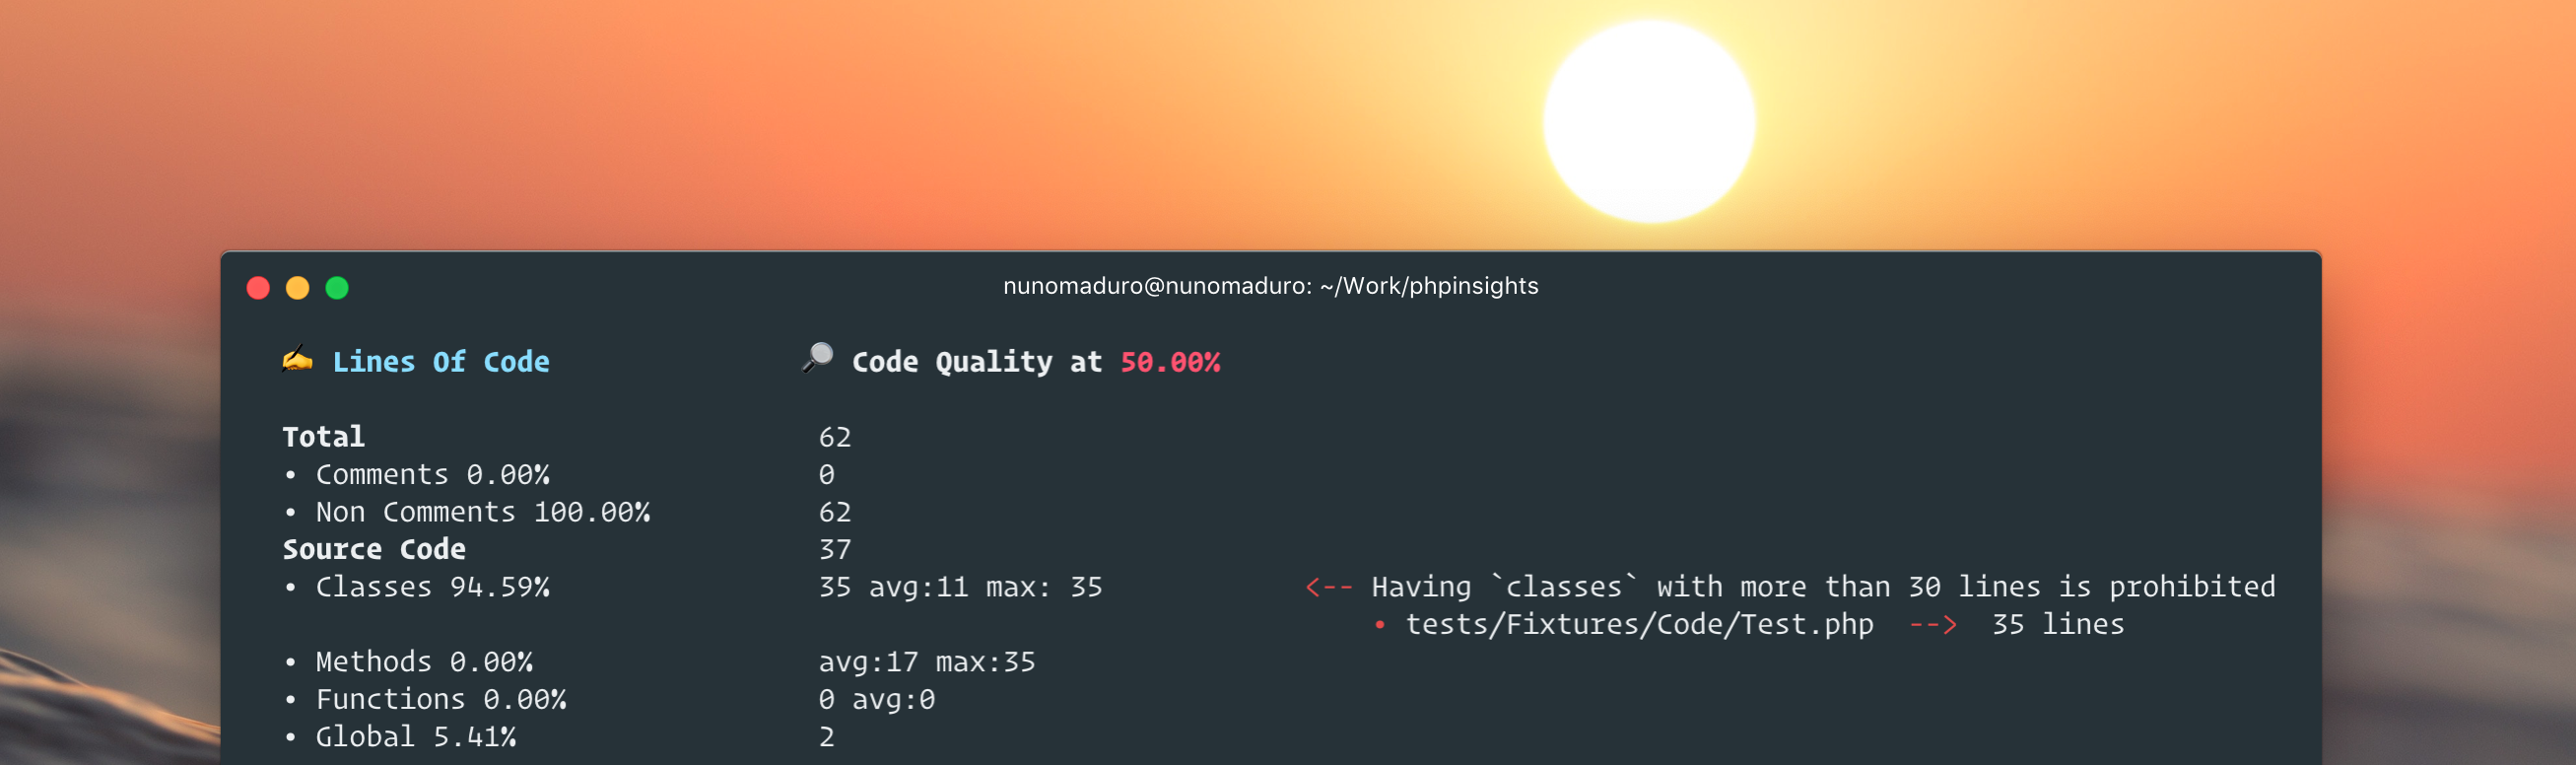 nunomaduro@nunomaduro: ~/Work/phpinsights
✍️ Lines Of Code 🔎 Code Quality at 50.00%
Total 62
• Comments 0.00% 0
• Non Comments 100.00% 62
Source Code 37
• Classes 94.59% 35 avg:11 max: 35 <-- Having `classes` with more than 30 lines is prohibited
• tests/Fixtures/Code/Test.php --> 35 lines
• Methods 0.00% avg:17 max:35
• Functions 0.00% 0 avg:0
• Global 5.41% 2